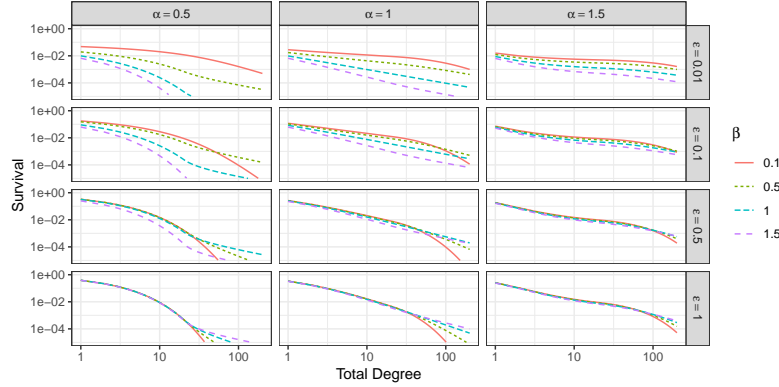 α = 0.5
α = 1
α = 1.5
1e+00
1e−02
1e−04
ε = 0.01
1e+00
1e−02
1e−04
ε = 0.1
1e+00
1e−02
1e−04
ε = 0.5
1e+00
1e−02
1e−04
ε = 1
Survival
1
10
100
1
10
100
1
10
100
Total Degree
β
0.1
0.5
1
1.5